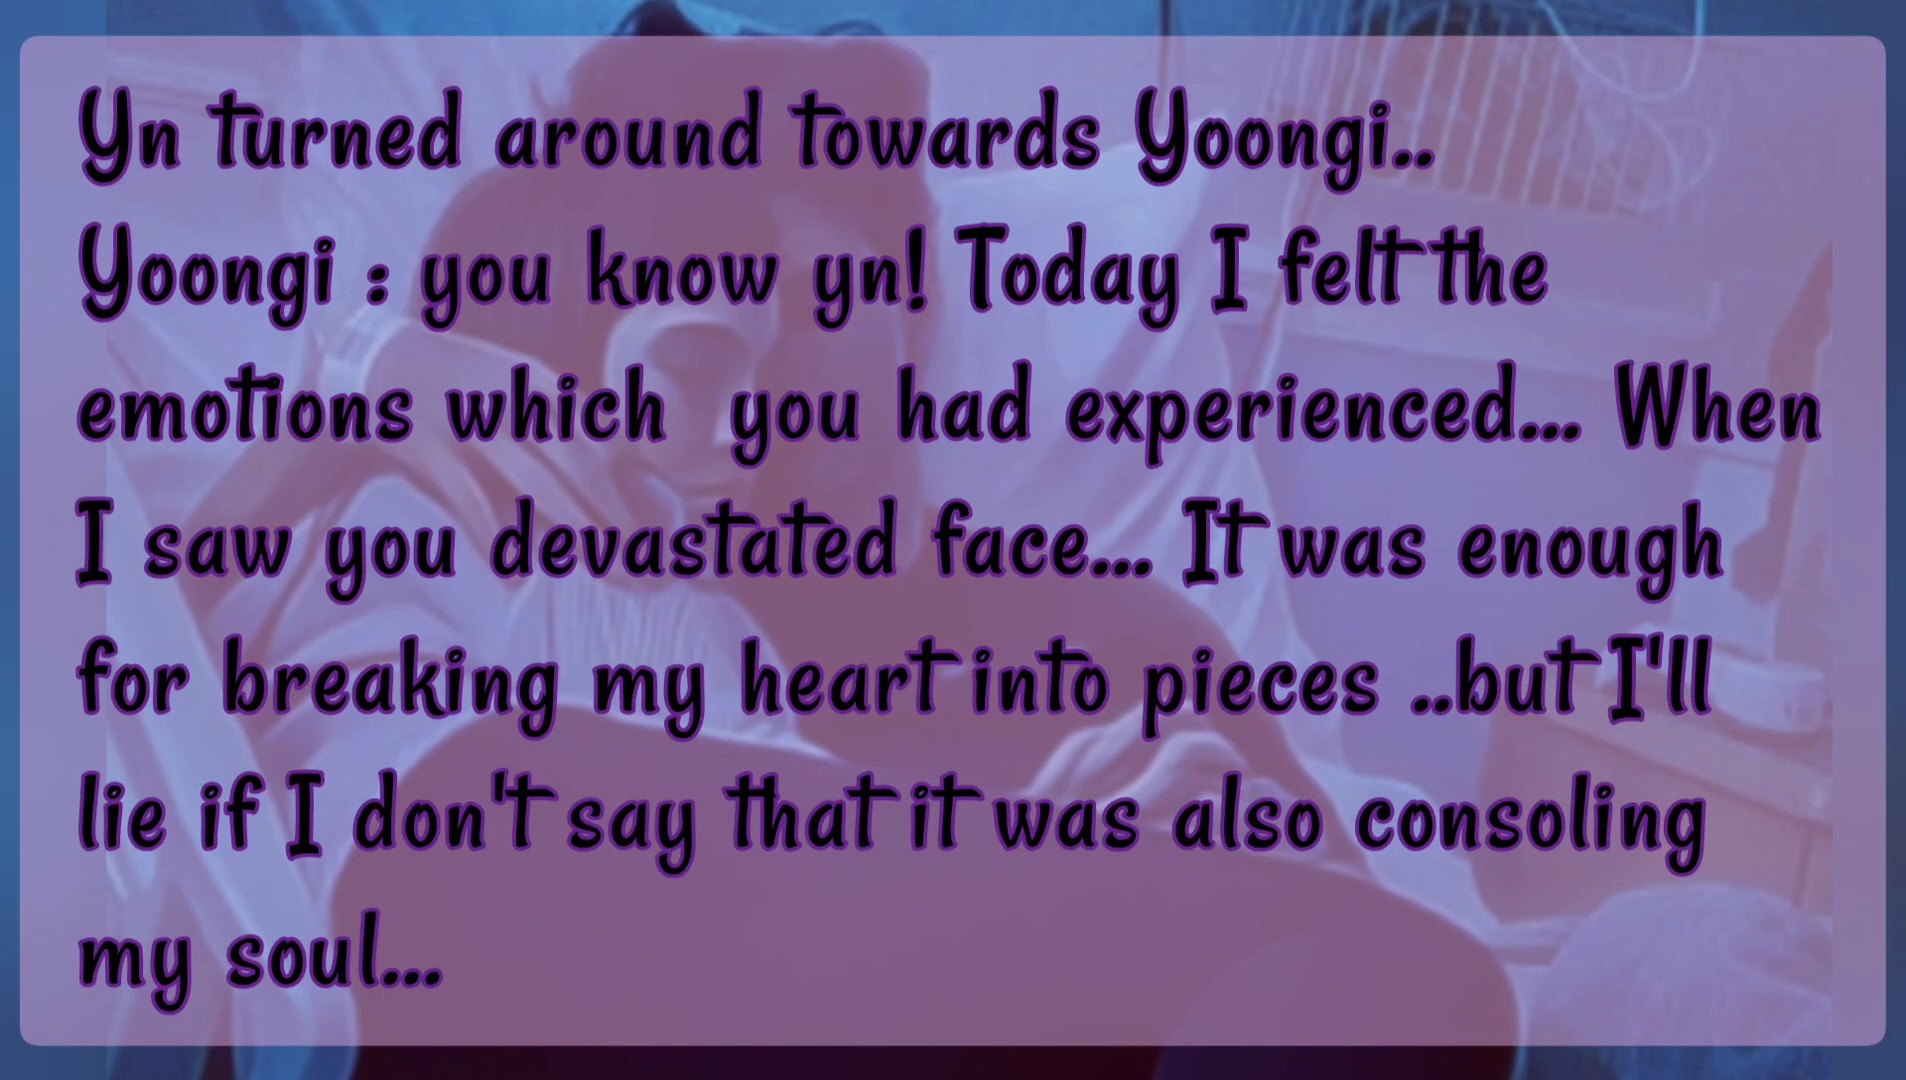 Yn turned around towards Yoongi..
Yoongi : you know yn! Today I felt the
emotions which  you had experienced... When
I saw you devastated face... It was enough
for breaking my heart into pieces ..but I'll
lie if I don't say that it was also consoling
my soul...